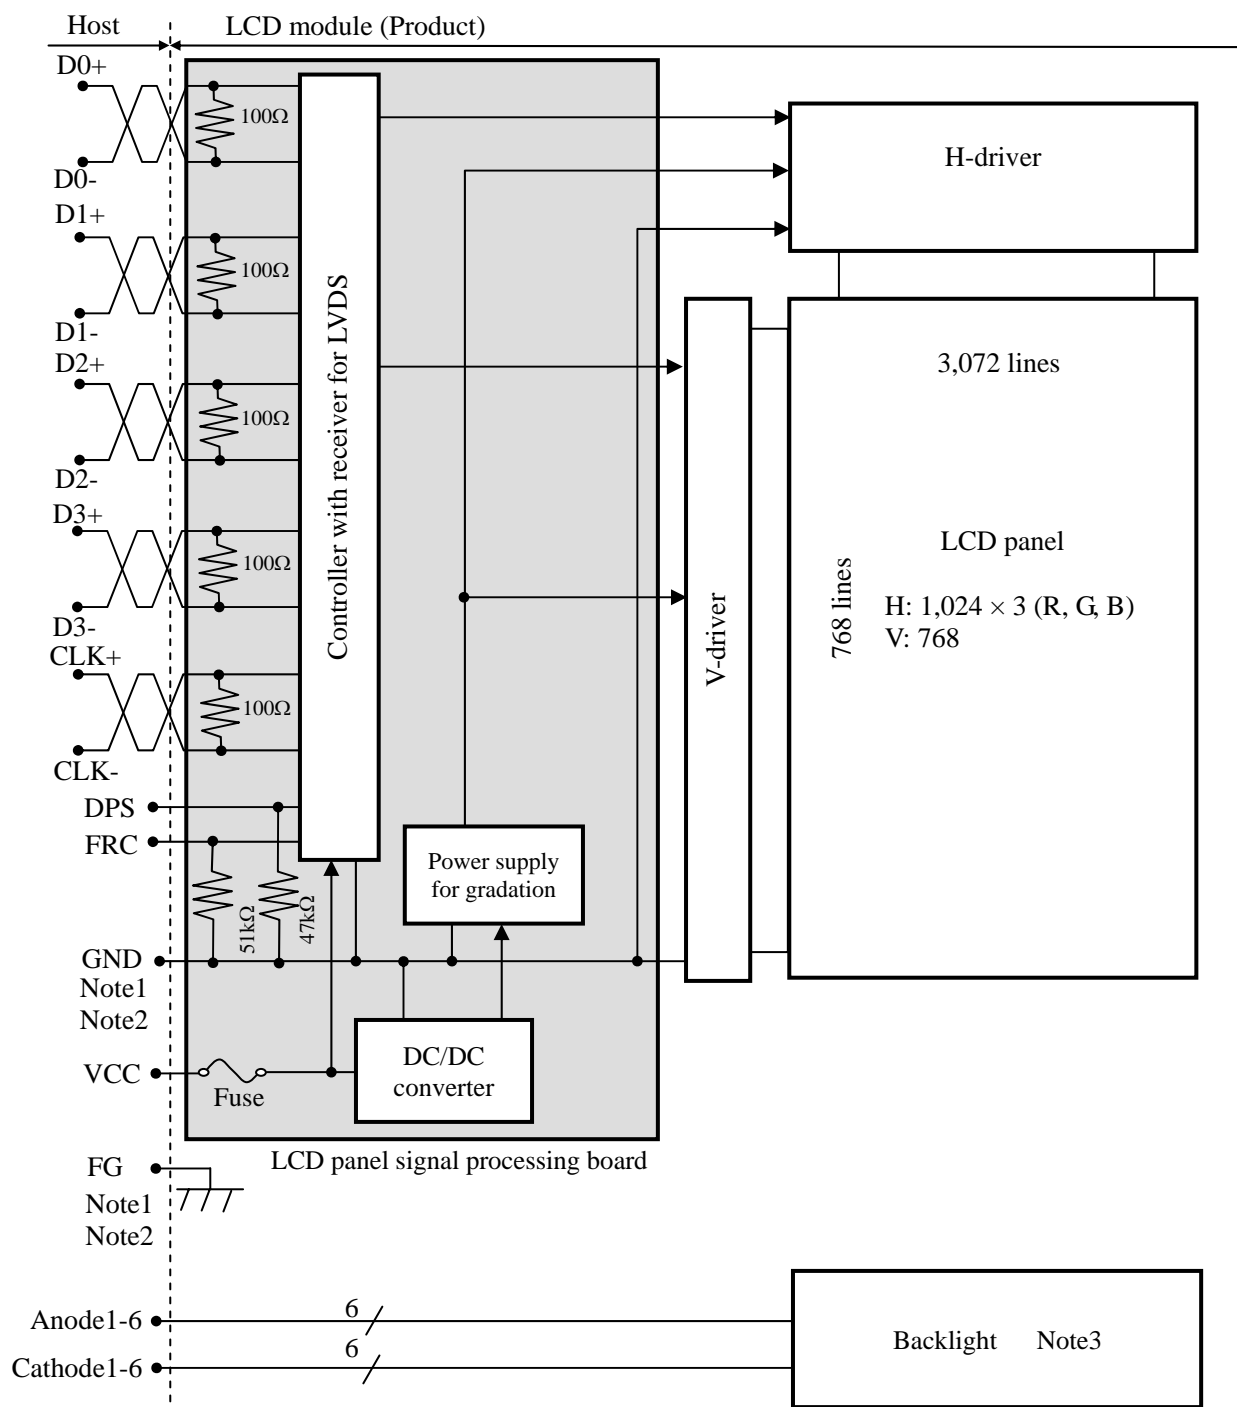 Host
LCD module (Product)
D0+
100Ω
D0-
D1+
100Ω
D1-
D2+
100Ω
D2-
D3+
100Ω
D3-
CLK+
100Ω
CLK-
DPS
FRC
51kΩ
47kΩ
GND
Note1
Note2
VCC
Fuse
Controller with receiver for LVDS
Power supply
for gradation
DC/DC
converter
LCD panel signal processing board
H-driver
V-driver
3,072 lines
768 lines
LCD panel
H: 1,024 × 3 (R, G, B)
V: 768
FG
Note1
Note2
Anode1-6
6
Cathode1-6
6
Backlight Note3